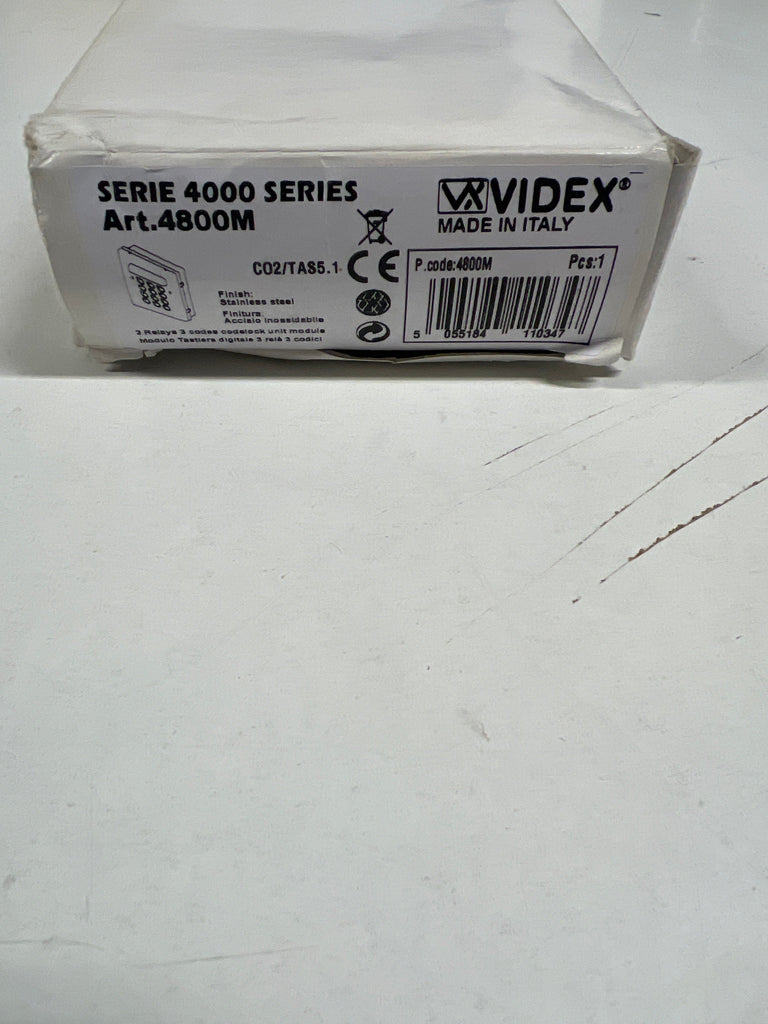 SERIE 4000 SERIES
Art.4800M
VIDEX®
MADE IN ITALY
CO2/TAS5.1
CE
Finish:
Stainless steel
Finitura:
Acciaio inossidabile
3 Relays 3 codes codelock unit module
Modulo Tastiera digitale 3 relè 3 codici
P.code:4800M Pcs:1
5 055184 110347